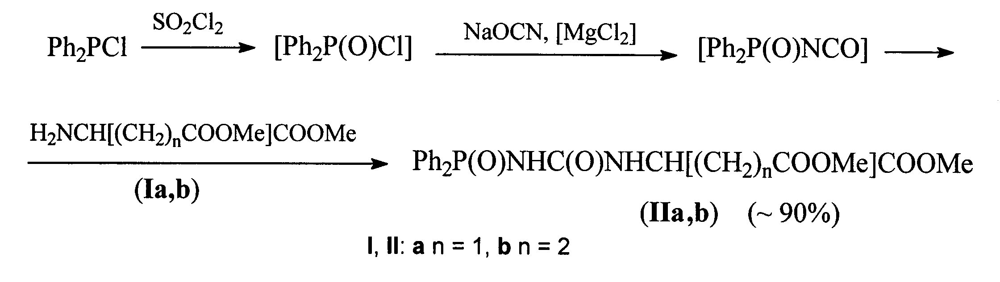 SO₂Cl₂
NaOCN, [MgCl₂]
Ph₂PCl
[Ph₂P(O)Cl]
[Ph₂P(O)NCO]
H₂NCH[(CH₂)ₙCOOMe]COOMe
(Ia,b)
Ph₂P(O)NHC(O)NHCH[(CH₂)ₙCOOMe]COOMe
(IIa,b) (~ 90%)
I, II: a n = 1, b n = 2